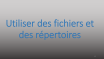 Utiliser des fichiers et
des répertoires